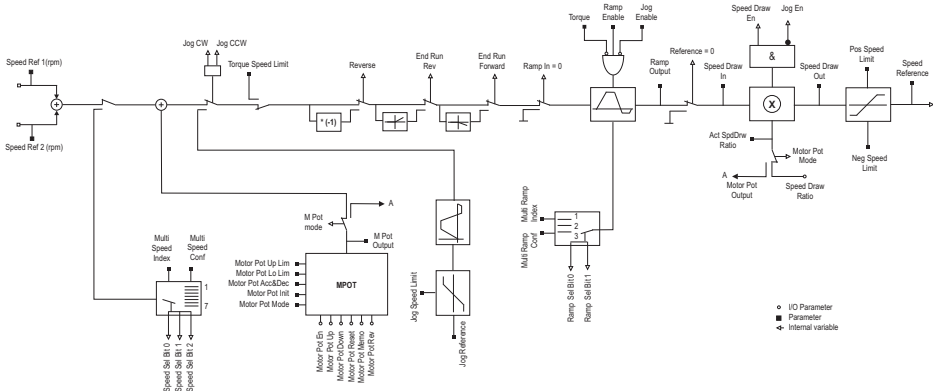 Speed Ref 1(rpm)
Speed Ref 2 (rpm)
Jog CW
Jog CCW
Torque Speed Limit
Reverse
* (-1)
End Run
Rev
End Run
Forward
Ramp In = 0
Torque
Ramp
Enable
Jog
Enable
Ramp
Output
Reference = 0
Speed Draw
In
Speed Draw
En
Jog En
&
X
Speed Draw
Out
Pos Speed
Limit
Speed
Reference
Neg Speed
Limit
Act SpdDrw
Ratio
Motor Pot
Mode
A
Motor Pot
Output
Speed Draw
Ratio
Multi
Speed
Index
Multi
Speed
Conf
1
7
Speed Sel Bit 0
Speed Sel Bit 1
Speed Sel Bit 2
M Pot
mode
A
M Pot
Output
Motor Pot Up Lim
Motor Pot Lo Lim
Motor Pot Acc&Dec
Motor Pot Init
Motor Pot Mode
MPOT
Motor Pot En
Motor Pot Up
Motor Pot Down
Motor Pot Reset
Motor Pot Memo
Motor Pot Rev
Jog Speed Limit
Jog Reference
Multi Ramp
Index
Multi Ramp
Conf
1
2
3
Ramp Sel Bit 0
Ramp Sel Bit 1
I/O Parameter
Parameter
Internal variable